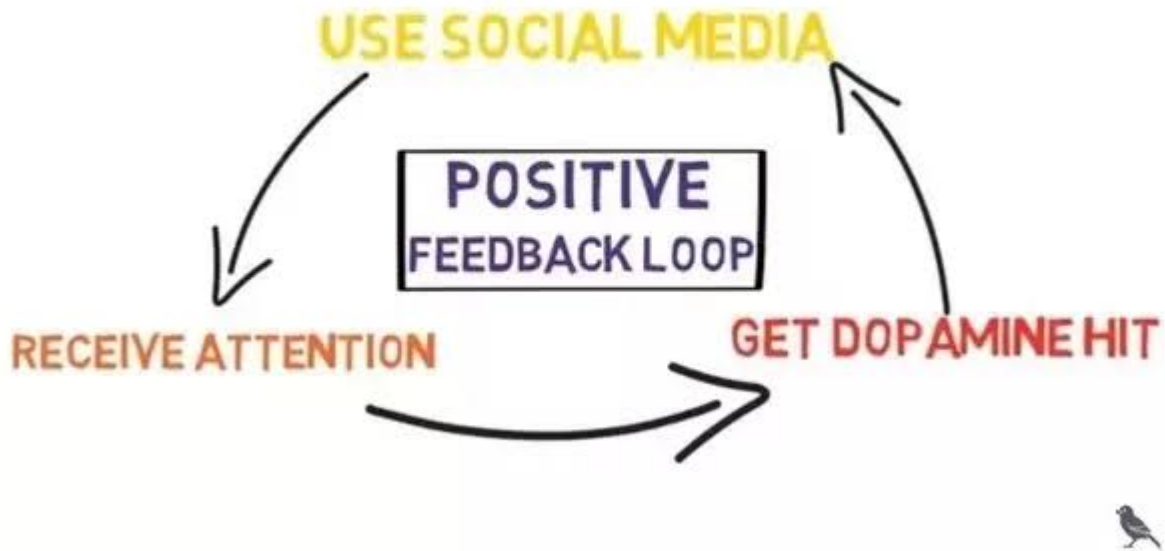 USE SOCIAL MEDIA
POSITIVE
FEEDBACK LOOP
RECEIVE ATTENTION
GET DOPAMINE HIT